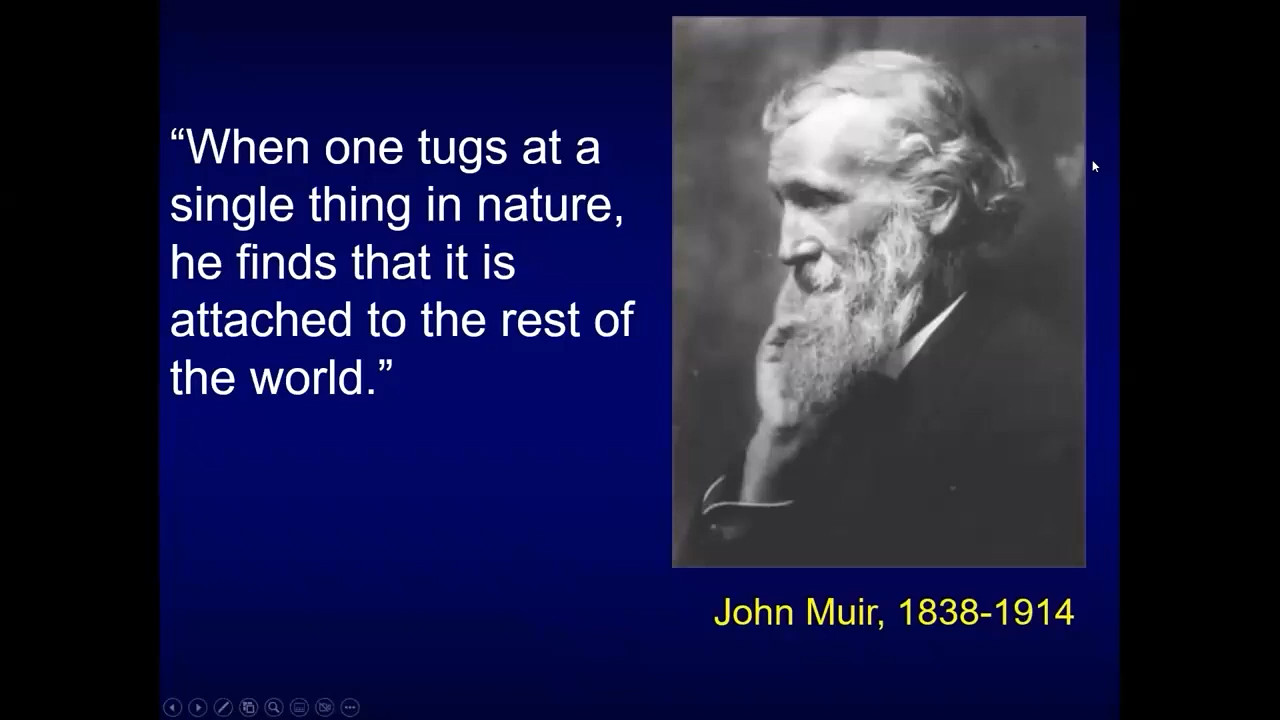 “When one tugs at a
single thing in nature,
he finds that it is
attached to the rest of
the world.”
John Muir, 1838-1914